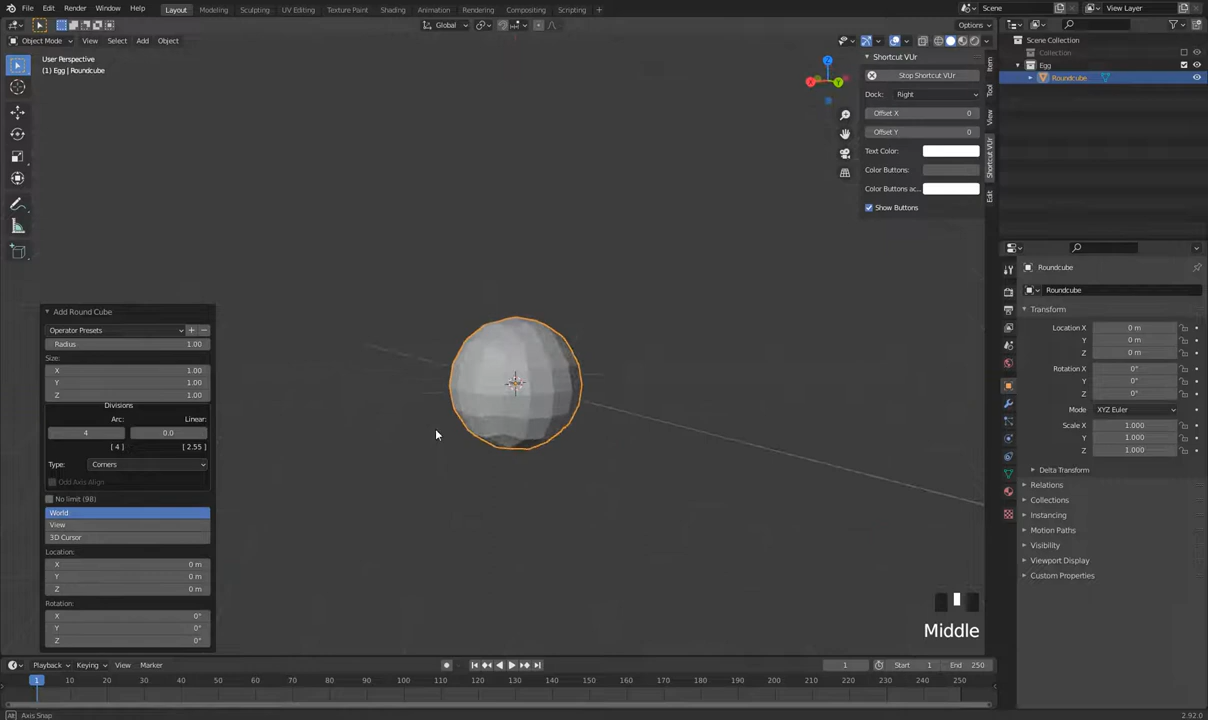 File Edit Render Window Help Layout Modeling Sculpting UV Editing Texture Paint Shading Animation Rendering Compositing Scripting + Scene View Layer
Global Options
Object Mode View Select Add Object
User Perspective
(1) Egg | Roundcube
Shortcut VUr
Stop Shortcut VUr
Dock: Right
Offset X 0
Offset Y 0
Text Color:
Color Buttons:
Color Buttons ac...
Show Buttons
Item
Tool
View
Shortcut VUr
Edit
X
Y
Z
Scene Collection
Collection
Egg
Roundcube
Roundcube
Roundcube
Transform
Location X 0 m
Y 0 m
Z 0 m
Rotation X 0°
Y 0°
Z 0°
Mode XYZ Euler
Scale X 1.000
Y 1.000
Z 1.000
Delta Transform
Relations
Collections
Instancing
Motion Paths
Visibility
Viewport Display
Custom Properties
Add Round Cube
Operator Presets + −
Radius 1.00
Size:
X 1.00
Y 1.00
Z 1.00
Divisions
Arc: Linear:
4 0.0
[ 4 ] [ 2.55 ]
Type: Corners
Odd Axis Align
No limit (98)
World
View
3D Cursor
Location:
X 0 m
Y 0 m
Z 0 m
Rotation:
X 0°
Y 0°
Z 0°
Middle
Playback Keying View Marker 1 Start 1 End 250
1 10 20 30 40 50 60 70 80 90 100 110 120 130 140 150 160 170 180 190 200 210 220 230 240 250
Alt Axis Snap 2.92.0